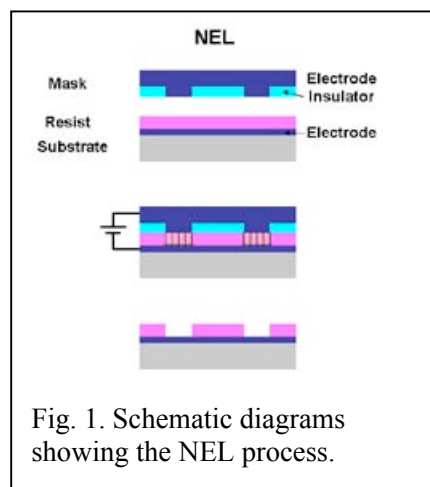 NEL
Mask
Electrode
Insulator
Resist
Electrode
Substrate
Fig. 1. Schematic diagrams
showing the NEL process.